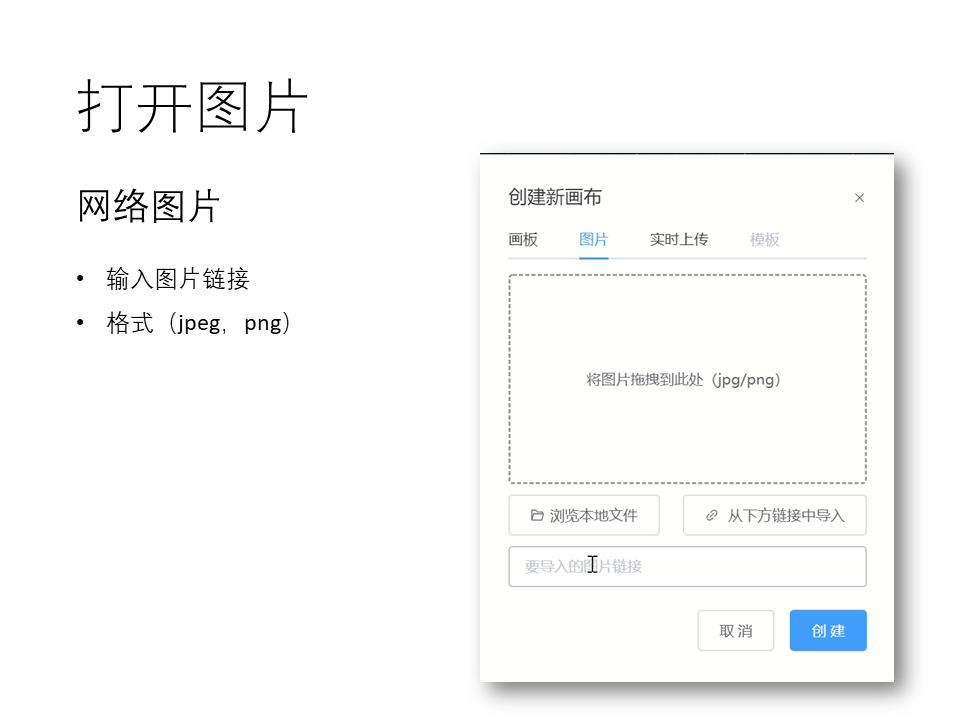 打开图片
网络图片
• 输入图片链接
• 格式（jpeg，png）
创建新画布 ×
画板 图片 实时上传 模板
将图片拖拽到此处（jpg/png）
浏览本地文件 从下方链接中导入
要导入的图片链接
取消 创建